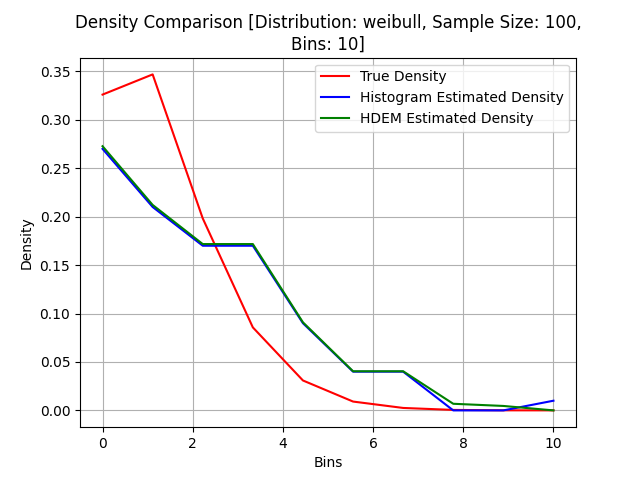 Density Comparison [Distribution: weibull, Sample Size: 100,
Bins: 10]
True Density
Histogram Estimated Density
HDEM Estimated Density
Density
0.35
0.30
0.25
0.20
0.15
0.10
0.05
0.00
0 2 4 6 8 10
Bins